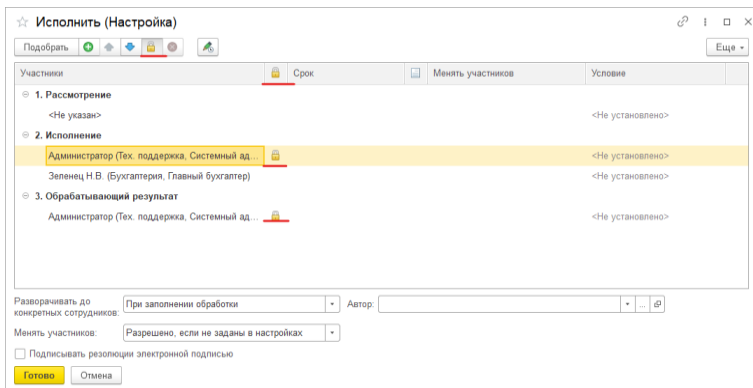 Исполнить (Настройка)
Подобрать
Еще
Участники Срок Менять участников Условие
1. Рассмотрение
<Не указан> <Не установлено>
2. Исполнение
Администратор (Тех. поддержка, Системный ад... <Не установлено>
Зеленец Н.В. (Бухгалтерия, Главный бухгалтер) <Не установлено>
3. Обрабатывающий результат
Администратор (Тех. поддержка, Системный ад... <Не установлено>
Разворачивать до
конкретных сотрудников: При заполнении обработки Автор: ...
Менять участников: Разрешено, если не заданы в настройках
Подписывать резолюции электронной подписью
Готово Отмена